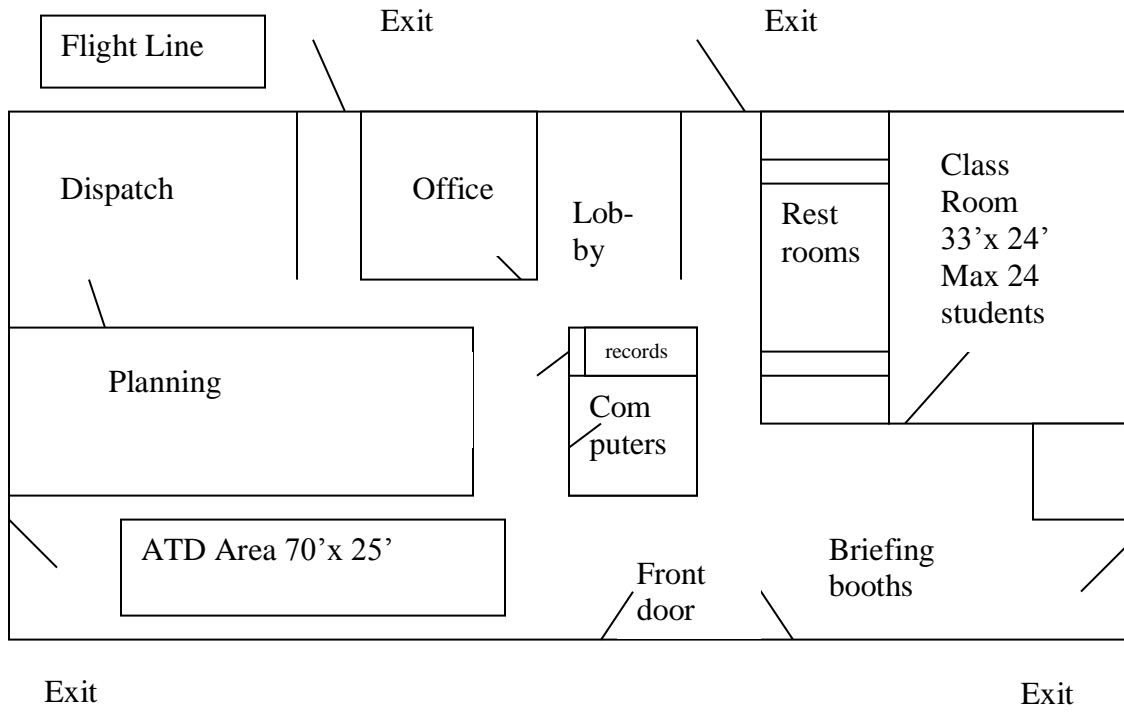 Exit
Exit
Flight Line
Dispatch
Office
Lob-
by
Rest
rooms
Class
Room
33’x 24’
Max 24
students
records
Planning
Com
puters
ATD Area 70’x 25’
Front
door
Briefing
booths
Exit
Exit